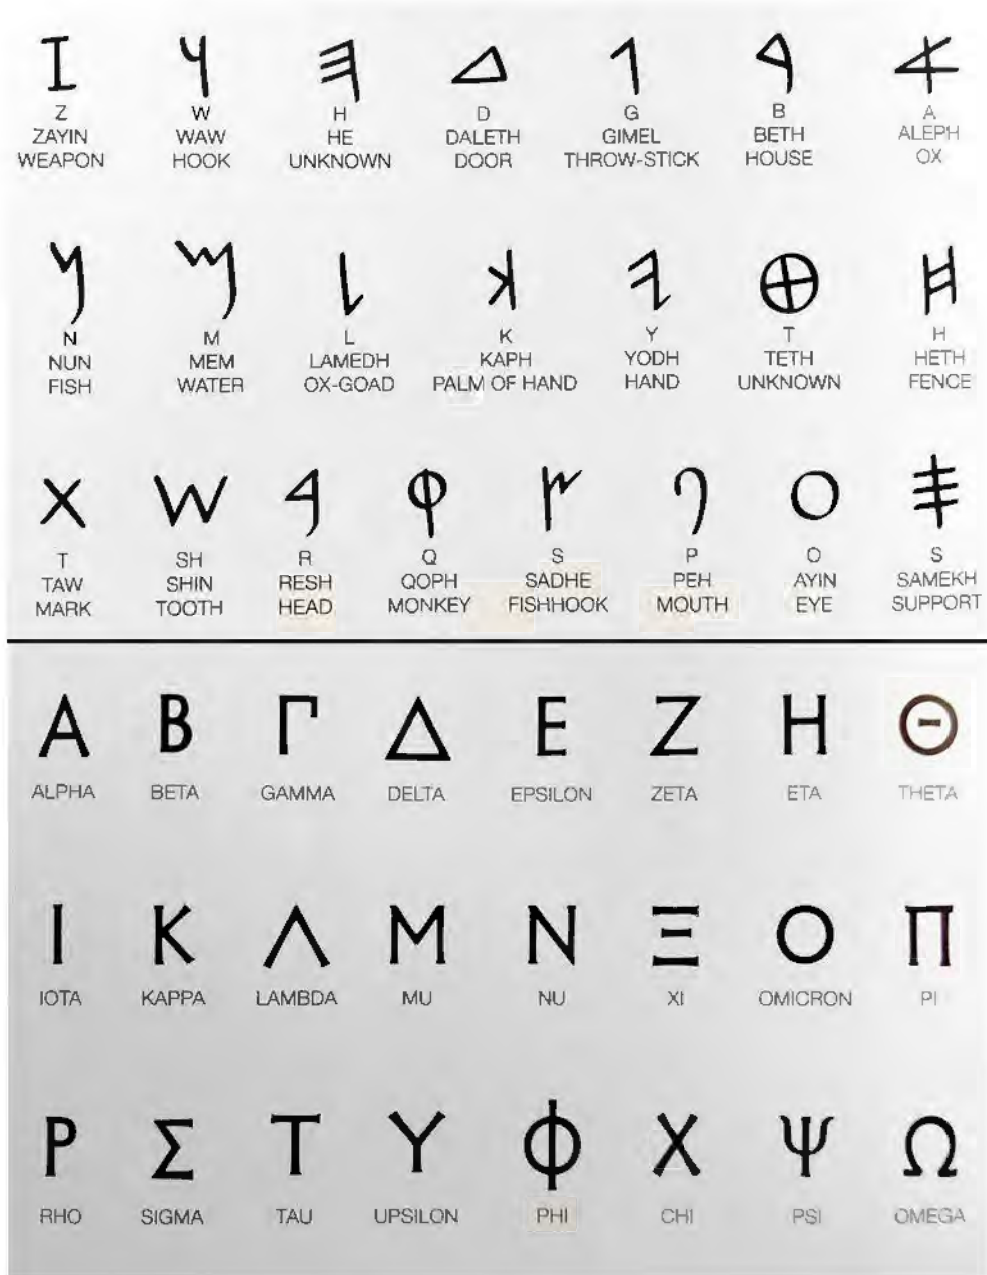 𐤀 𐤁 𐤂 𐤃 𐤄 𐤅 𐤆
Z W H D G B A
ZAYIN WAW HE DALETH GIMEL BETH ALEPH
WEAPON HOOK UNKNOWN DOOR THROW-STICK HOUSE OX
𐤇 𐤈 𐤉 𐤊 𐤋 𐤌 𐤍
N M L K Y T H
NUN MEM LAMEDH KAPH YODH TETH HETH
FISH WATER OX-GOAD PALM OF HAND HAND UNKNOWN FENCE
𐤎 𐤏 𐤐 𐤑 𐤒 𐤓 𐤔 𐤕
T SH R Q S P O S
TAW SHIN RESH QOPH SADHE PEH AYIN SAMEKH
MARK TOOTH HEAD MONKEY FISHHOOK MOUTH EYE SUPPORT
Α Β Γ Δ Ε Ζ Η Θ
ALPHA BETA GAMMA DELTA EPSILON ZETA ETA THETA
Ι Κ Λ Μ Ν Ξ Ο Π
IOTA KAPPA LAMBDA MU NU XI OMICRON PI
Ρ Σ Τ Υ Φ Χ Ψ Ω
RHO SIGMA TAU UPSILON PHI CHI PSI OMEGA